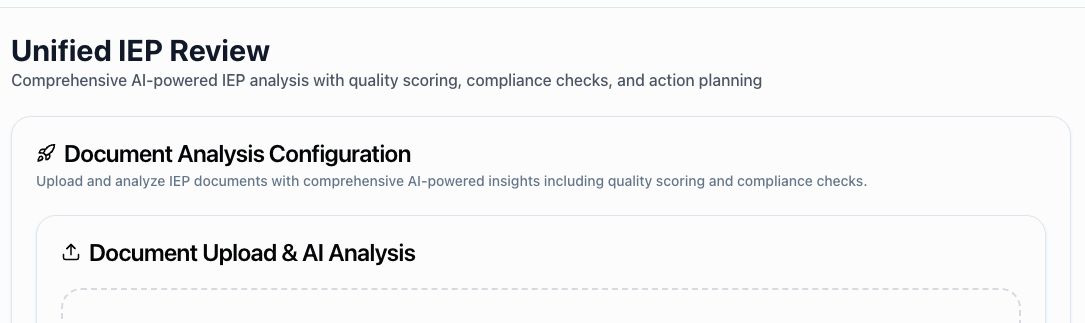 Unified IEP Review
Comprehensive AI-powered IEP analysis with quality scoring, compliance checks, and action planning
Document Analysis Configuration
Upload and analyze IEP documents with comprehensive AI-powered insights including quality scoring and compliance checks.
Document Upload & AI Analysis